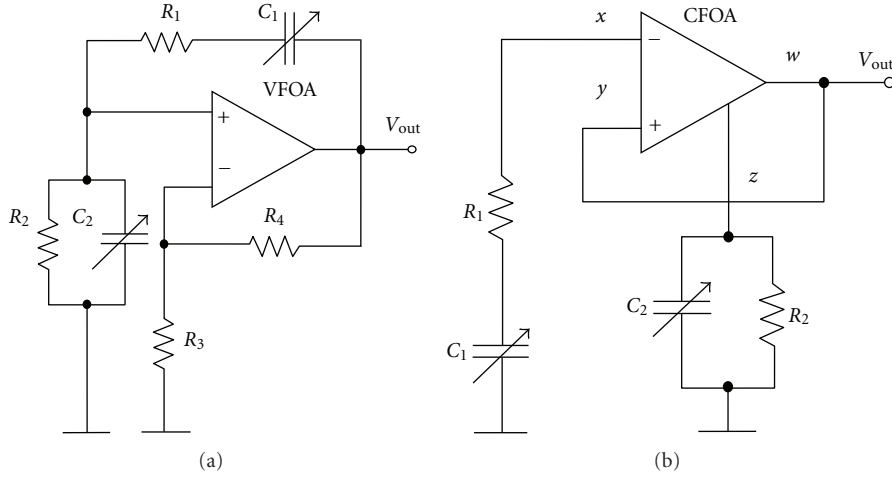 R1
C1
VFOA
+
−
Vout
R2
C2
R4
R3
(a)
x
CFOA
−
w
Vout
y
+
z
R1
C1
C2
R2
(b)